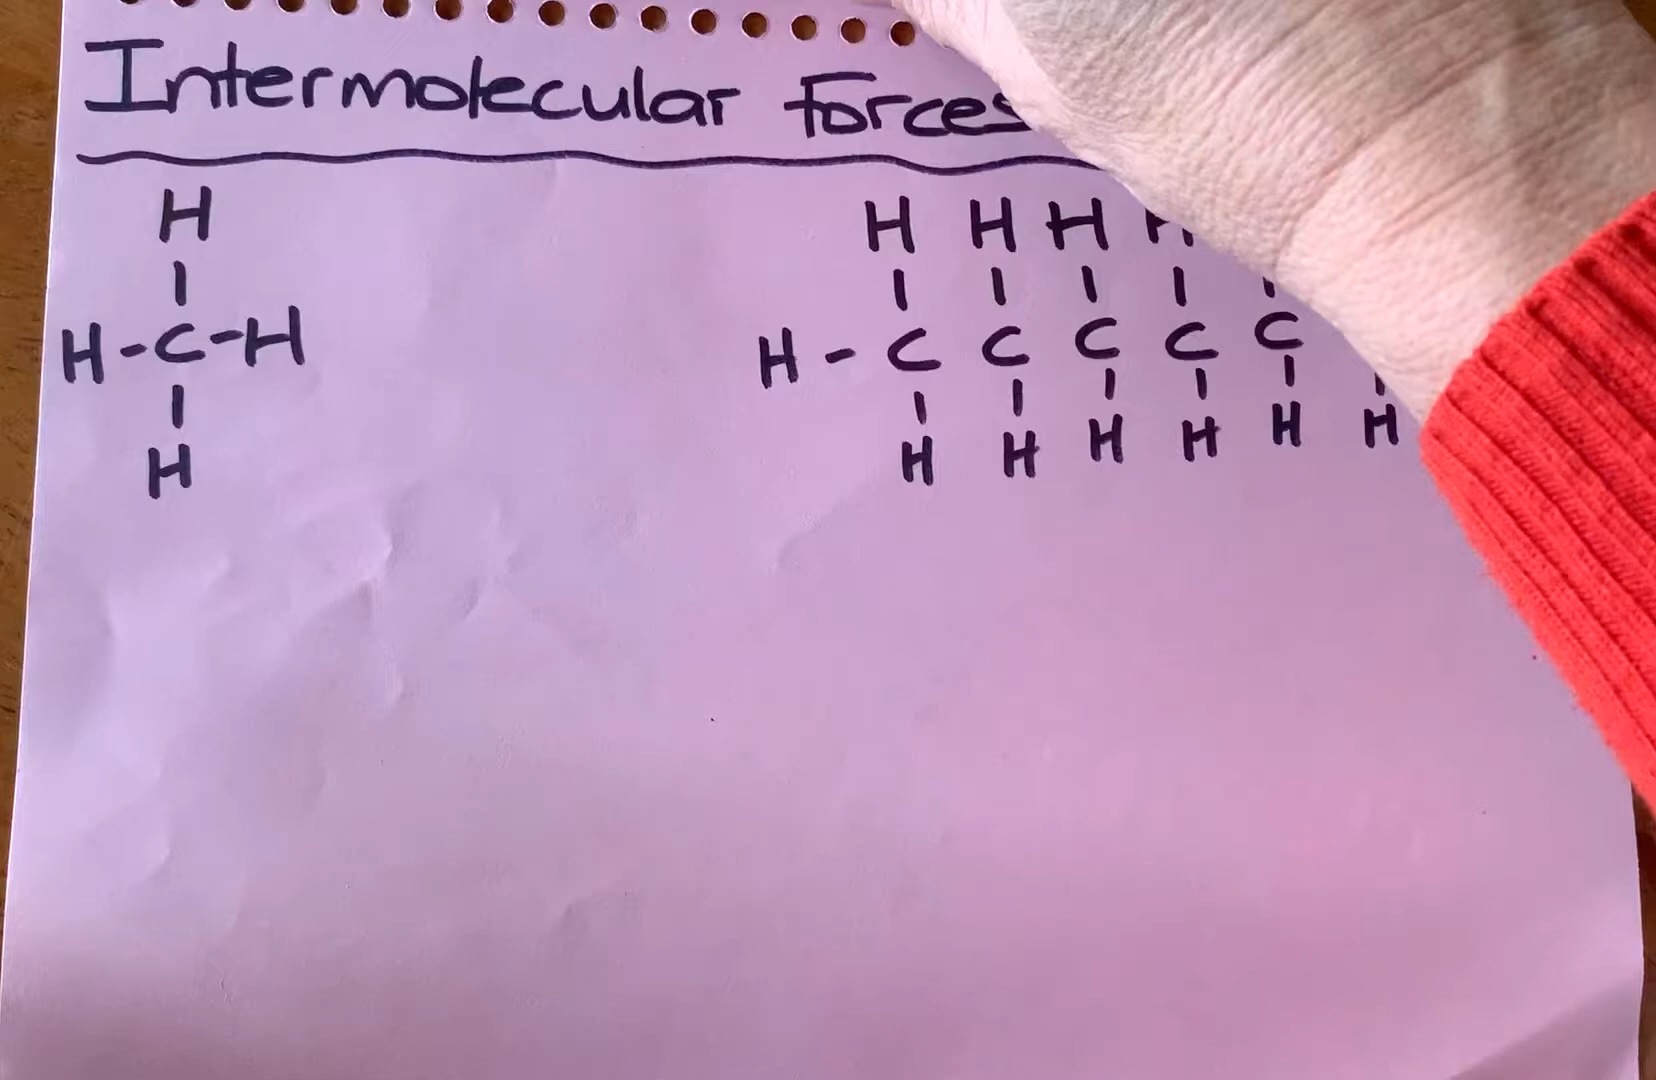 Intermolecular forces
H H H H
H-C-H H-C C C C C
H H H H H H H